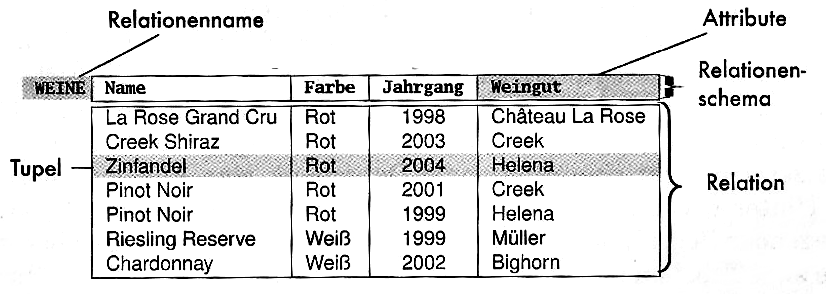 Relationenname
Attribute
WEINE Name Farbe Jahrgang Weingut
Relationen-
schema
La Rose Grand Cru Rot 1998 Château La Rose
Creek Shiraz Rot 2003 Creek
Tupel Zinfandel Rot 2004 Helena
Pinot Noir Rot 2001 Creek
Relation
Pinot Noir Rot 1999 Helena
Riesling Reserve Weiß 1999 Müller
Chardonnay Weiß 2002 Bighorn